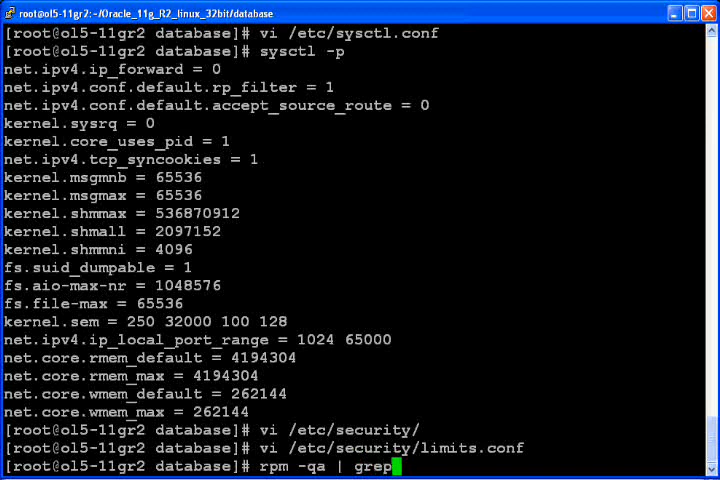 root@ol5-11gr2:~/Oracle_11g_R2_linux_32bit/database
[root@ol5-11gr2 database]# vi /etc/sysctl.conf
[root@ol5-11gr2 database]# sysctl -p
net.ipv4.ip_forward = 0
net.ipv4.conf.default.rp_filter = 1
net.ipv4.conf.default.accept_source_route = 0
kernel.sysrq = 0
kernel.core_uses_pid = 1
net.ipv4.tcp_syncookies = 1
kernel.msgmnb = 65536
kernel.msgmax = 65536
kernel.shmmax = 536870912
kernel.shmall = 2097152
kernel.shmmni = 4096
fs.suid_dumpable = 1
fs.aio-max-nr = 1048576
fs.file-max = 65536
kernel.sem = 250 32000 100 128
net.ipv4.ip_local_port_range = 1024 65000
net.core.rmem_default = 4194304
net.core.rmem_max = 4194304
net.core.wmem_default = 262144
net.core.wmem_max = 262144
[root@ol5-11gr2 database]# vi /etc/security/
[root@ol5-11gr2 database]# vi /etc/security/limits.conf
[root@ol5-11gr2 database]# rpm -qa | grep